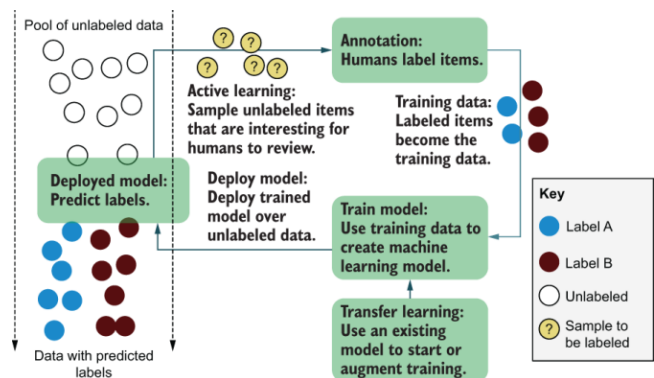 Pool of unlabeled data
? ? ? ? ?
Annotation:
Humans label items.
Active learning:
Sample unlabeled items
that are interesting for
humans to review.
Training data:
Labeled items
become the
training data.
Deployed model:
Predict labels.
Deploy model:
Deploy trained
model over
unlabeled data.
Train model:
Use training data to
create machine
learning model.
Transfer learning:
Use an existing
model to start or
augment training.
Data with predicted
labels
Key
Label A
Label B
Unlabeled
?
Sample to
be labeled